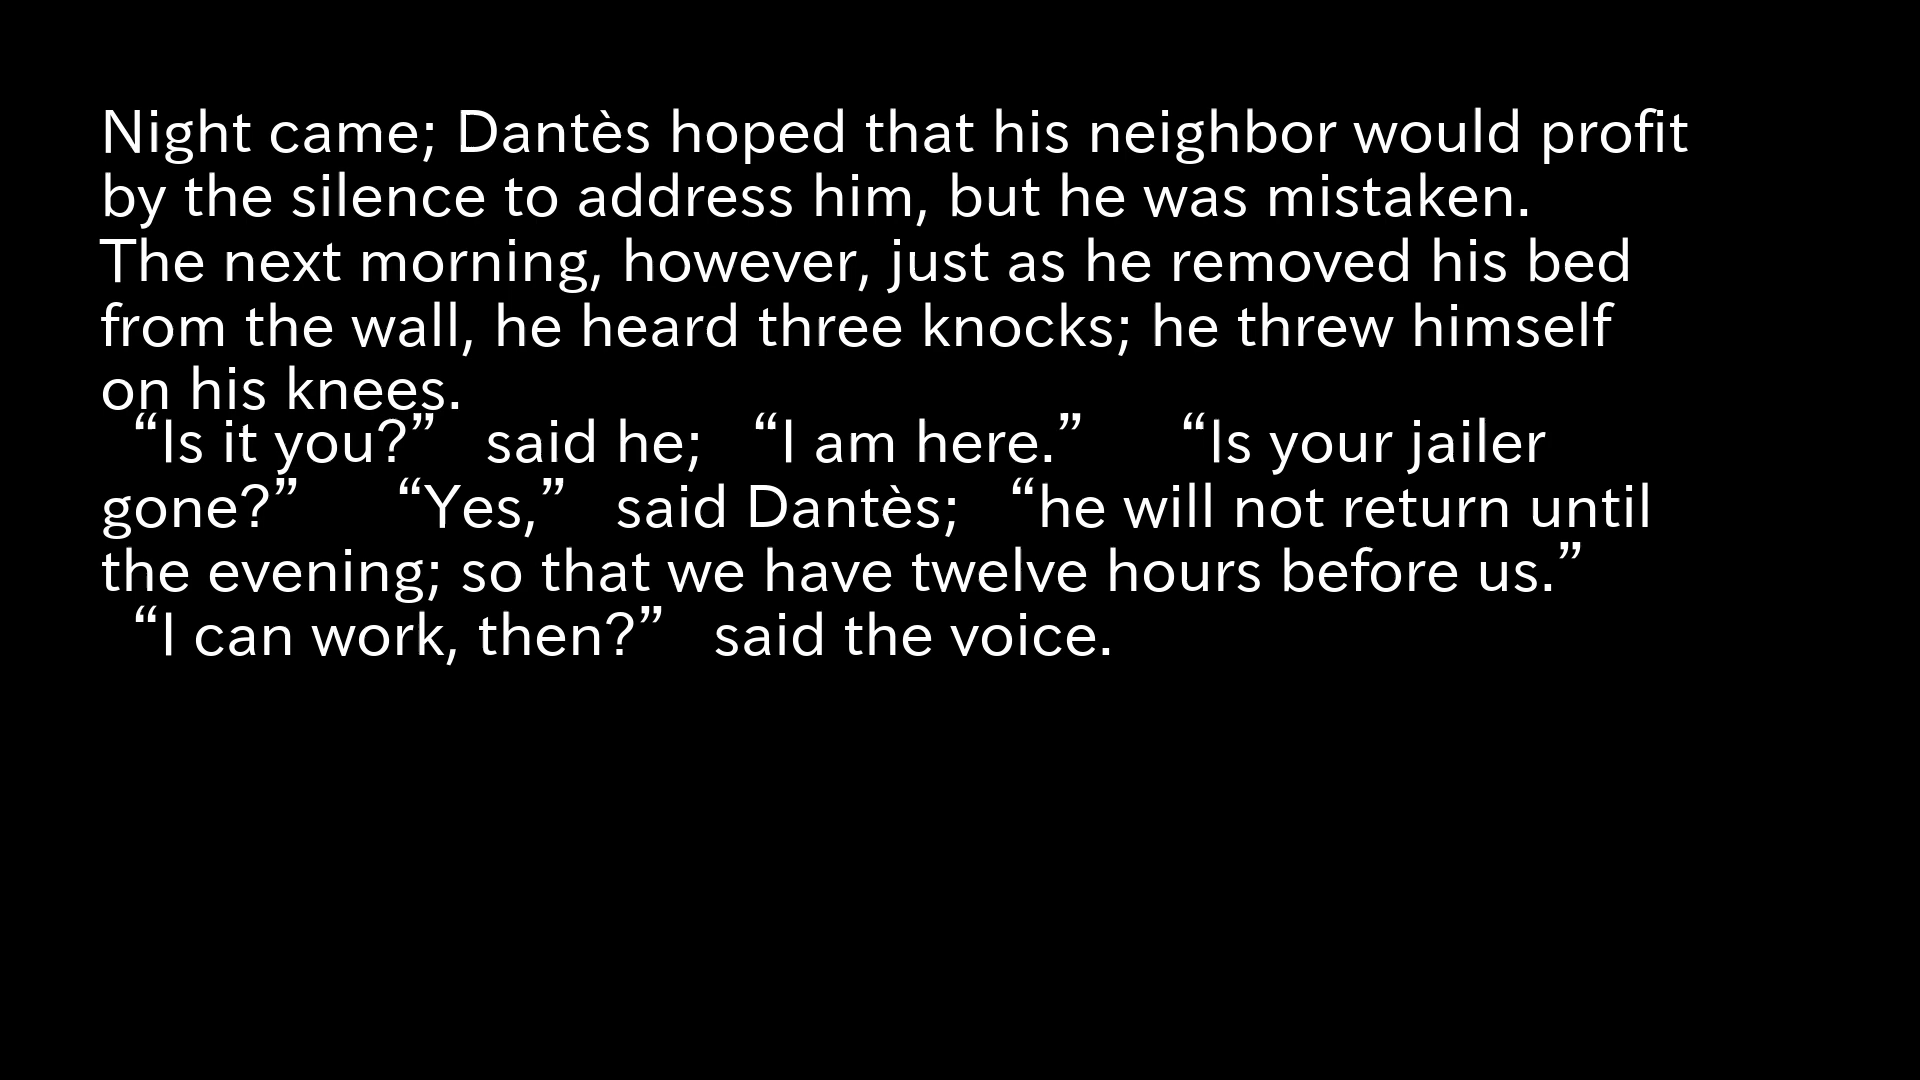 Night came; Dantès hoped that his neighbor would profit
by the silence to address him, but he was mistaken.
The next morning, however, just as he removed his bed
from the wall, he heard three knocks; he threw himself
on his knees.
“Is it you?” said he; “I am here.” “Is your jailer
gone?” “Yes,” said Dantès; “he will not return until
the evening; so that we have twelve hours before us.”
“I can work, then?” said the voice.